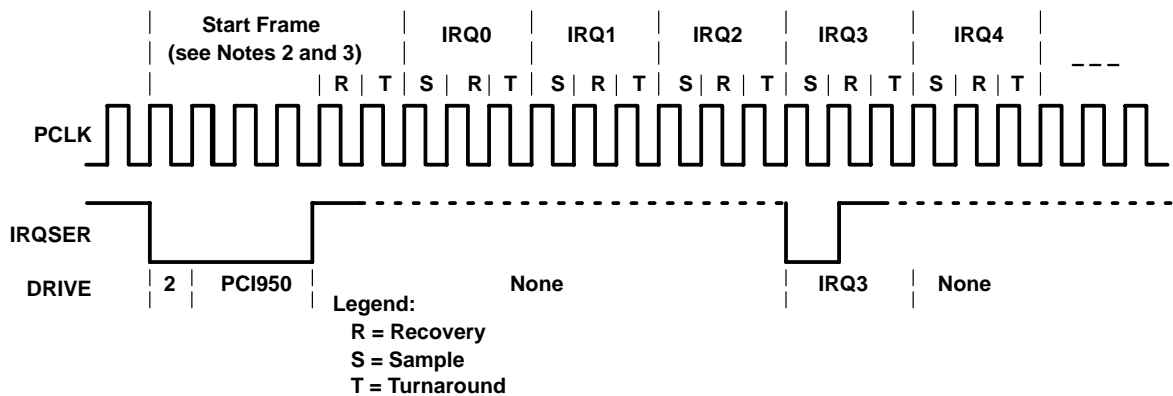 Start Frame
(see Notes 2 and 3)
IRQ0 IRQ1 IRQ2 IRQ3 IRQ4
R T S R T S R T S R T S R T S R T
PCLK
IRQSER
DRIVE 2 PCI950 None IRQ3 None
Legend:
R = Recovery
S = Sample
T = Turnaround